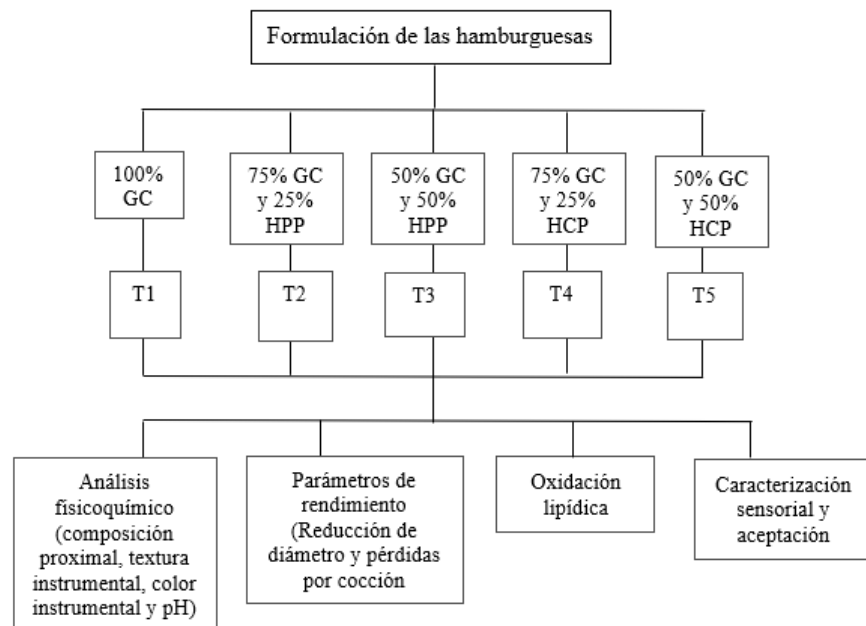 Formulación de las hamburguesas
100%
GC
75% GC
y 25%
HPP
50% GC
y 50%
HPP
75% GC
y 25%
HCP
50% GC
y 50%
HCP
T1
T2
T3
T4
T5
Análisis
físicoquímico
(composición
proximal, textura
instrumental, color
instrumental y pH)
Parámetros de
rendimiento
(Reducción de
diámetro y pérdidas
por cocción
Oxidación
lipídica
Caracterización
sensorial y
aceptación